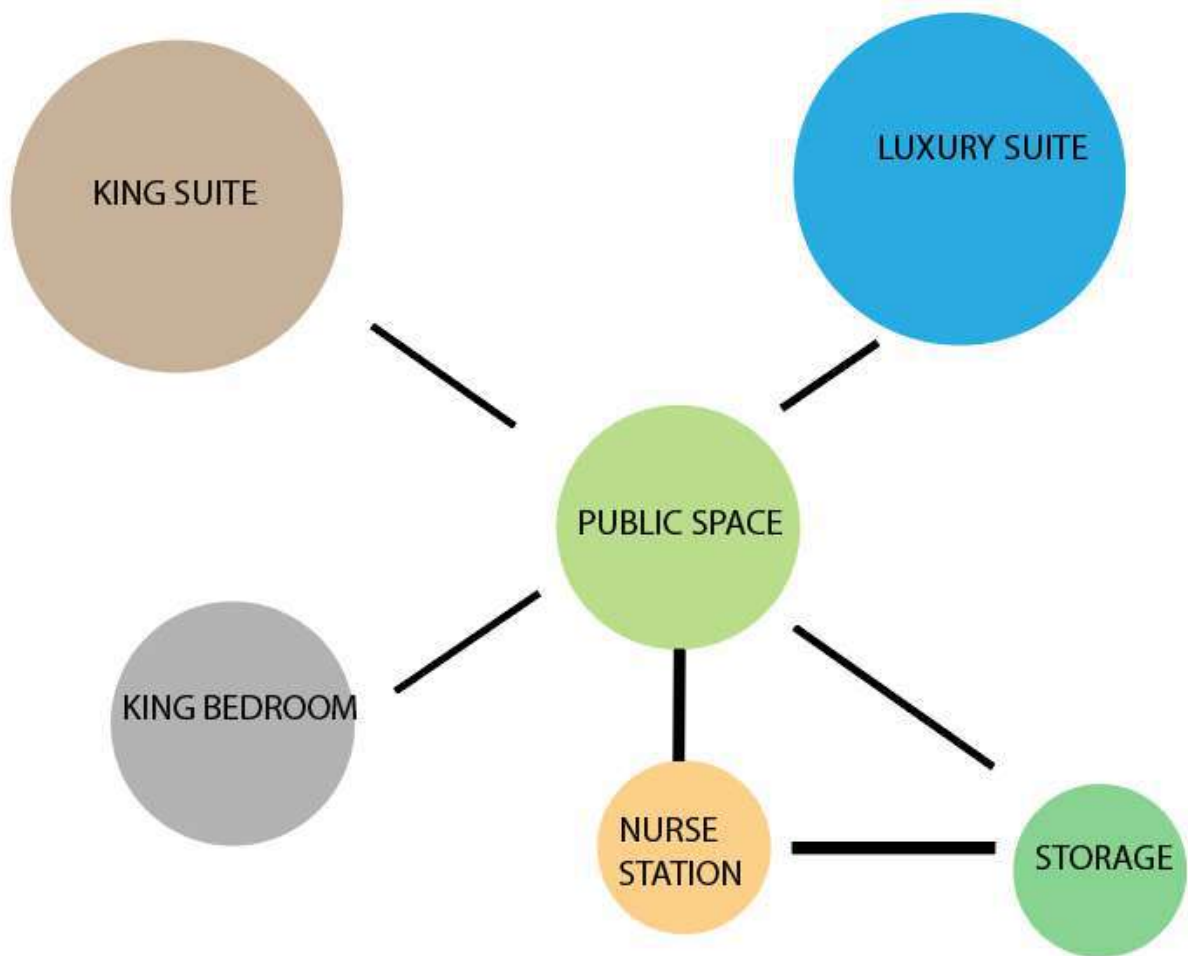 KING SUITE
LUXURY SUITE
PUBLIC SPACE
KING BEDROOM
NURSE
STATION
STORAGE